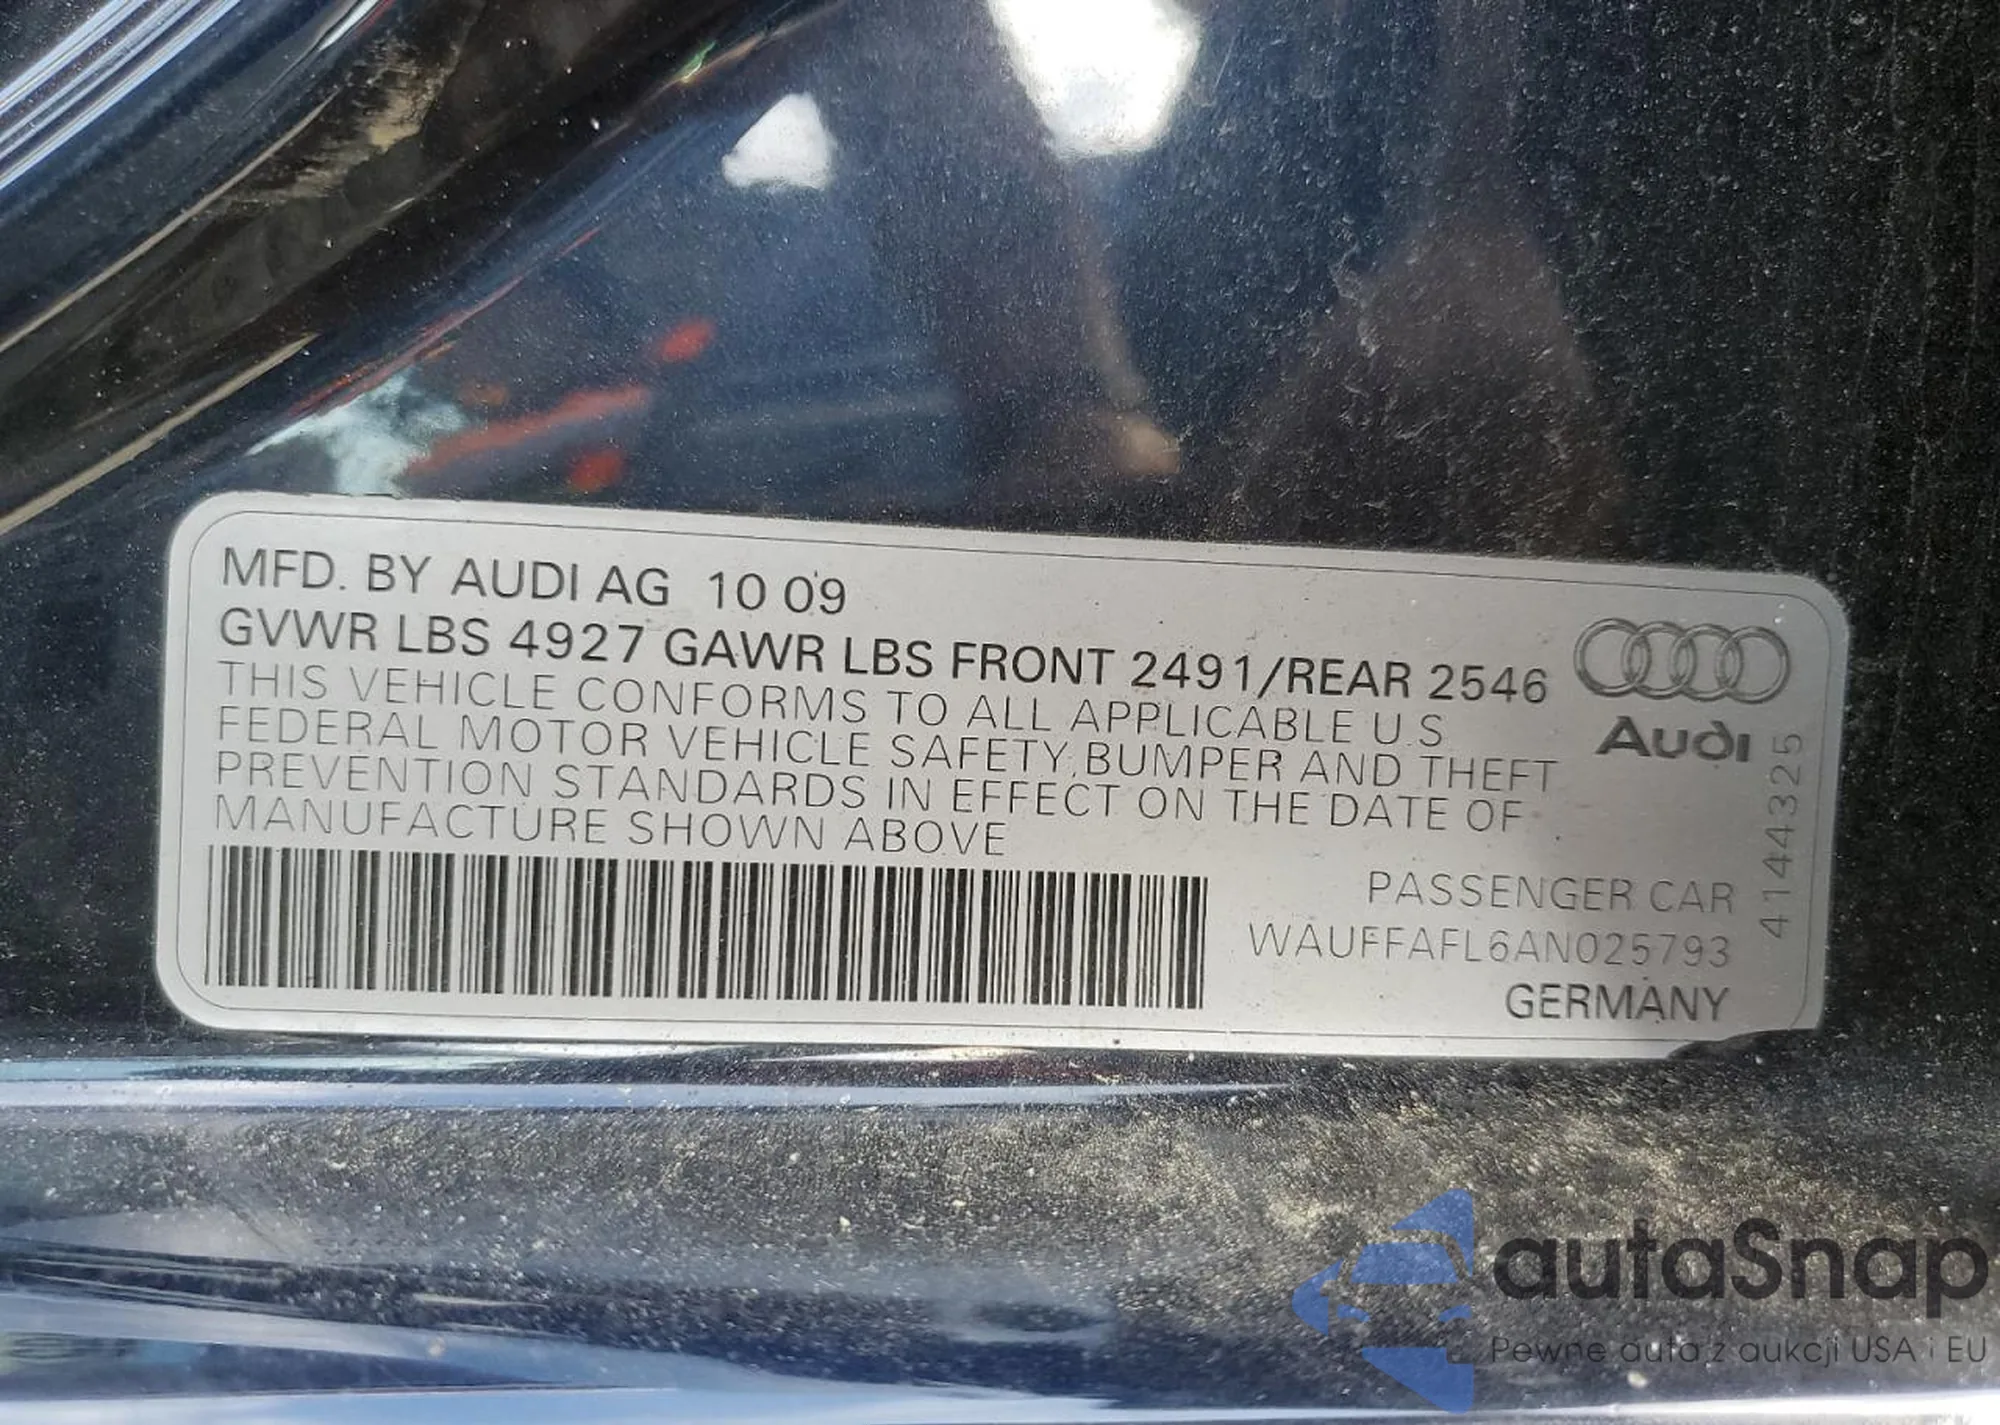 MFD. BY AUDI AG 10 09
GVWR LBS 4927 GAWR LBS FRONT 2491/REAR 2546
THIS VEHICLE CONFORMS TO ALL APPLICABLE U S
FEDERAL MOTOR VEHICLE SAFETY, BUMPER AND THEFT
PREVENTION STANDARDS IN EFFECT ON THE DATE OF
MANUFACTURE SHOWN ABOVE
Audi
4144325
PASSENGER CAR
WAUFFAFL6AN025793
GERMANY
autaSnap
Pewne auta z aukcji USA i EU